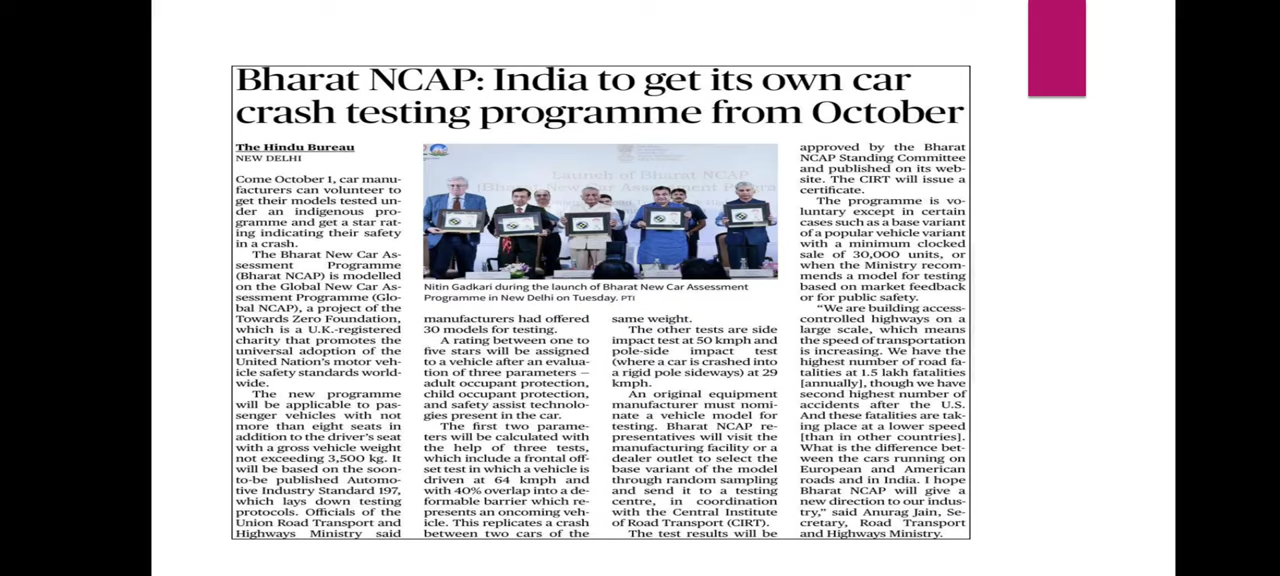 Bharat NCAP: India to get its own car
crash testing programme from October
The Hindu Bureau
NEW DELHI
Come October 1, car manu-
facturers can volunteer to
get their models tested un-
der an indigenous pro-
gramme and get a star rat-
ing indicating their safety
in a crash.
The Bharat New Car As-
sessment Programme
(Bharat NCAP) is modelled
on the Global New Car As-
sessment Programme (Glo-
bal NCAP), a project of the
Towards Zero Foundation,
which is a U.K.-registered
charity that promotes the
universal adoption of the
United Nation's motor veh-
icle safety standards world-
wide.
The new programme
will be applicable to pas-
senger vehicles with not
more than eight seats in
addition to the driver's seat
with a gross vehicle weight
not exceeding 3,500 kg. It
will be based on the soon-
to-be published Automo-
tive Industry Standard 197,
which lays down testing
protocols. Officials of the
Union Road Transport and
Highways Ministry said
Launch of Bharat NCAP
[Bharat New Car Assessment Progra
Nitin Gadkari during the launch of Bharat New Car Assessment
Programme in New Delhi on Tuesday. PTI
manufacturers had offered
30 models for testing.
A rating between one to
five stars will be assigned
to a vehicle after an evalua-
tion of three parameters —
adult occupant protection,
child occupant protection,
and safety assist technolo-
gies present in the car.
The first two parame-
ters will be calculated with
the help of three tests,
which include a frontal off-
set test in which a vehicle is
driven at 64 kmph and
with 40% overlap into a de-
formable barrier which re-
presents an oncoming veh-
icle. This replicates a crash
between two cars of the
same weight.
The other tests are side
impact test at 50 kmph and
pole-side impact test
(where a car is crashed into
a rigid pole sideways) at 29
kmph.
An original equipment
manufacturer must nomi-
nate a vehicle model for
testing. Bharat NCAP re-
presentatives will visit the
manufacturing facility or a
dealer outlet to select the
base variant of the model
through random sampling
and send it to a testing
centre, in coordination
with the Central Institute
of Road Transport (CIRT).
The test results will be
approved by the Bharat
NCAP Standing Committee
and published on its web-
site. The CIRT will issue a
certificate.
The programme is vo-
luntary except in certain
cases such as a base variant
of a popular vehicle variant
with a minimum clocked
sale of 30,000 units, or
when the Ministry recom-
mends a model for testing
based on market feedback
or for public safety.
"We are building access-
controlled highways on a
large scale, which means
the speed of transportation
is increasing. We have the
highest number of road fa-
talities at 1.5 lakh fatalities
[annually], though we have
second highest number of
accidents after the U.S.
And these fatalities are tak-
ing place at a lower speed
[than in other countries].
What is the difference bet-
ween the cars running on
European and American
roads and in India. I hope
Bharat NCAP will give a
new direction to our indus-
try," said Anurag Jain, Se-
cretary, Road Transport
and Highways Ministry.